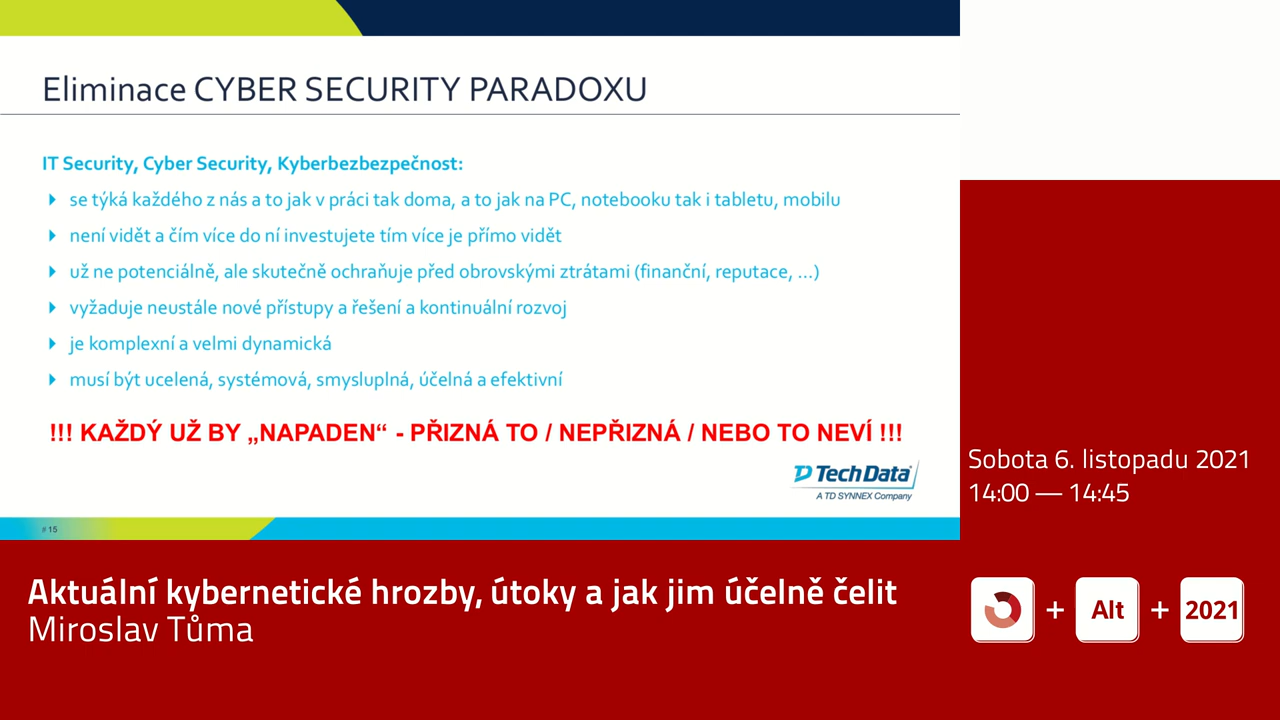 Eliminace CYBER SECURITY PARADOXU
IT Security, Cyber Security, Kyberbezbezpečnost:
se týká každého z nás a to jak v práci tak doma, a to jak na PC, notebooku tak i tabletu, mobilu
není vidět a čím více do ní investujete tím více je přímo vidět
už ne potenciálně, ale skutečně ochraňuje před obrovskými ztrátami (finanční, reputace, ...)
vyžaduje neustále nové přístupy a řešení a kontinuální rozvoj
je komplexní a velmi dynamická
musí být ucelená, systémová, smysluplná, účelná a efektivní
!!! KAŽDÝ UŽ BY „NAPADEN“ - PŘIZNÁ TO / NEPŘIZNÁ / NEBO TO NEVÍ !!!
Tech Data
A TD SYNNEX Company
# 15
Sobota 6. listopadu 2021
14:00 — 14:45
Aktuální kybernetické hrozby, útoky a jak jim účelně čelit
Miroslav Tůma
+ Alt + 2021